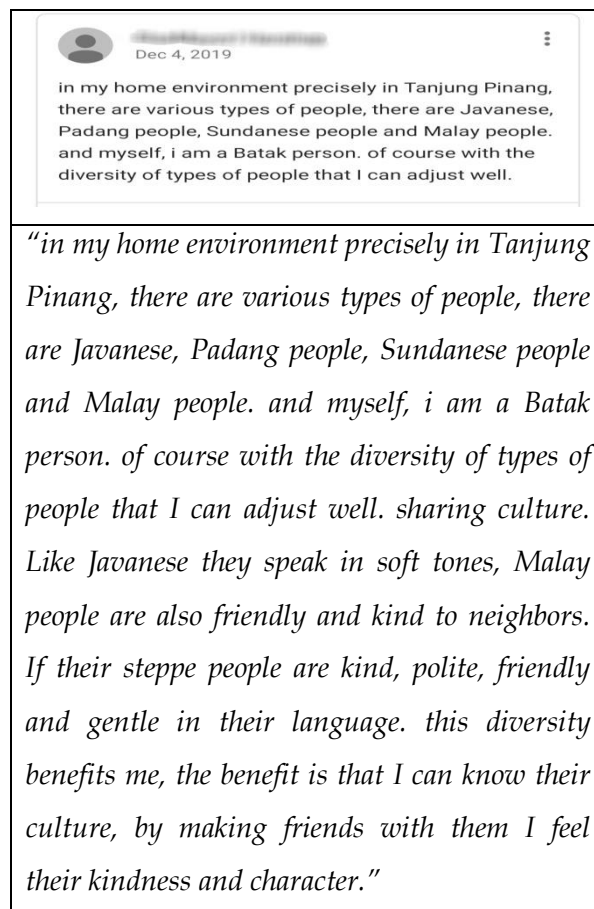 Dec 4, 2019
in my home environment precisely in Tanjung Pinang,
there are various types of people, there are Javanese,
Padang people, Sundanese people and Malay people.
and myself, i am a Batak person. of course with the
diversity of types of people that I can adjust well.
“in my home environment precisely in Tanjung
Pinang, there are various types of people, there
are Javanese, Padang people, Sundanese people
and Malay people. and myself, i am a Batak
person. of course with the diversity of types of
people that I can adjust well. sharing culture.
Like Javanese they speak in soft tones, Malay
people are also friendly and kind to neighbors.
If their steppe people are kind, polite, friendly
and gentle in their language. this diversity
benefits me, the benefit is that I can know their
culture, by making friends with them I feel
their kindness and character.”